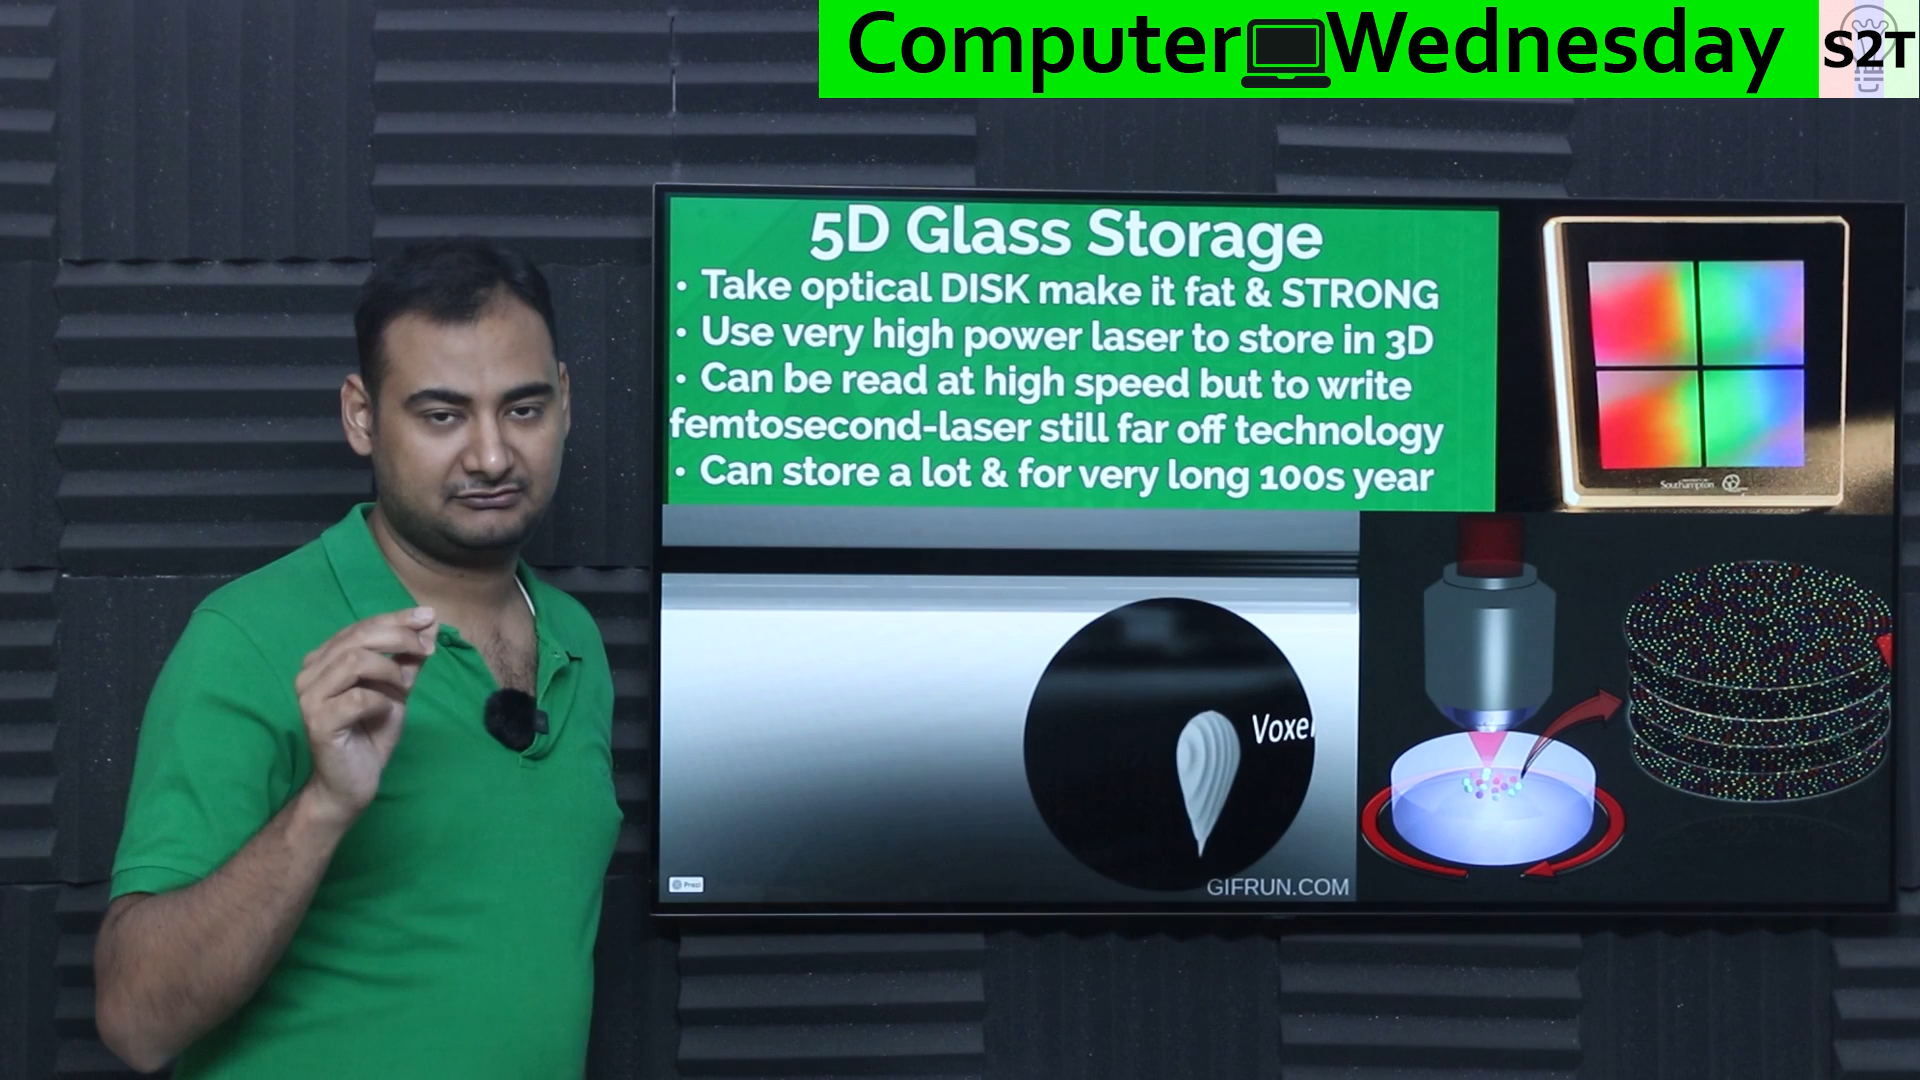 Computer Wednesday
S2T
5D Glass Storage
• Take optical DISK make it fat & STRONG
• Use very high power laser to store in 3D
• Can be read at high speed but to write
femtosecond-laser still far off technology
• Can store a lot & for very long 100s year
Southampton
Voxel
Prezi
GIFRUN.COM